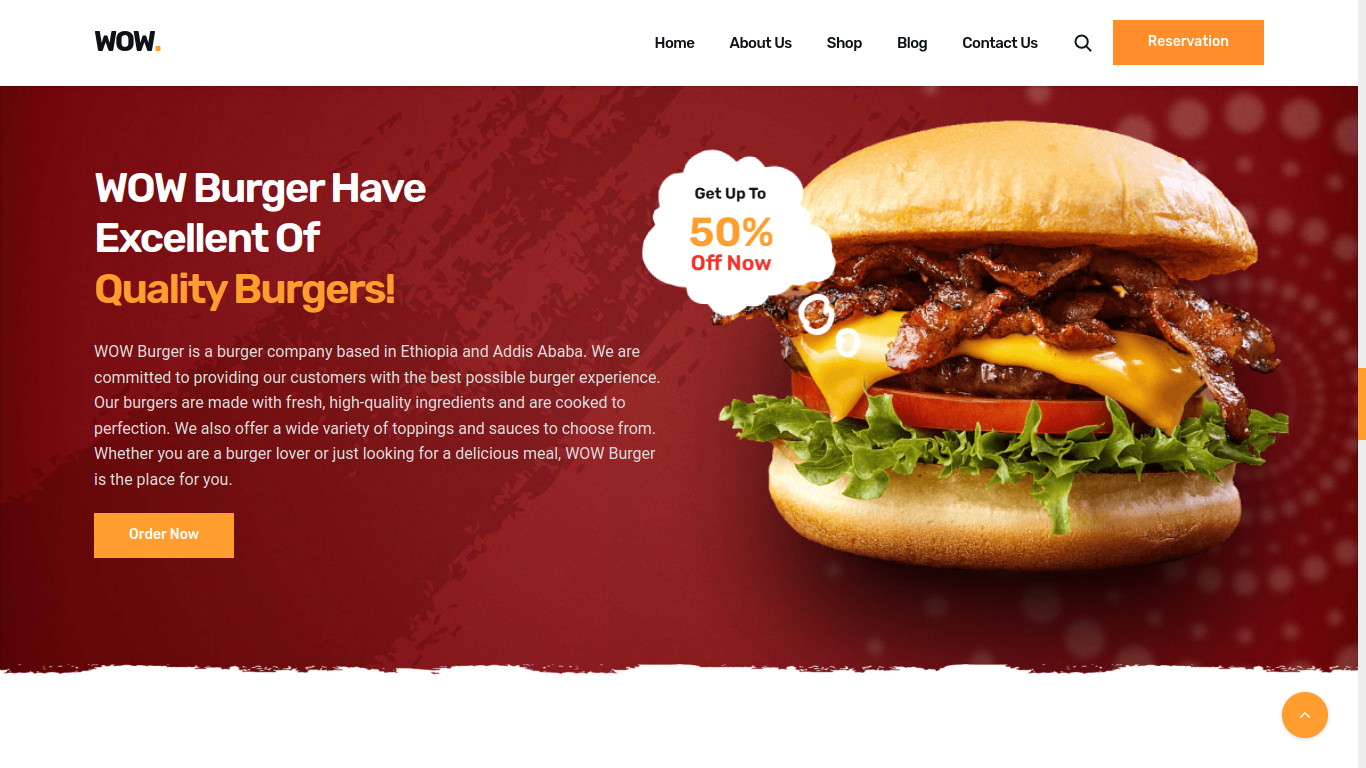 WOW.
Home
About Us
Shop
Blog
Contact Us
Reservation
WOW Burger Have
Excellent Of
Quality Burgers!
Get Up To
50%
Off Now
WOW Burger is a burger company based in Ethiopia and Addis Ababa. We are
committed to providing our customers with the best possible burger experience.
Our burgers are made with fresh, high-quality ingredients and are cooked to
perfection. We also offer a wide variety of toppings and sauces to choose from.
Whether you are a burger lover or just looking for a delicious meal, WOW Burger
is the place for you.
Order Now